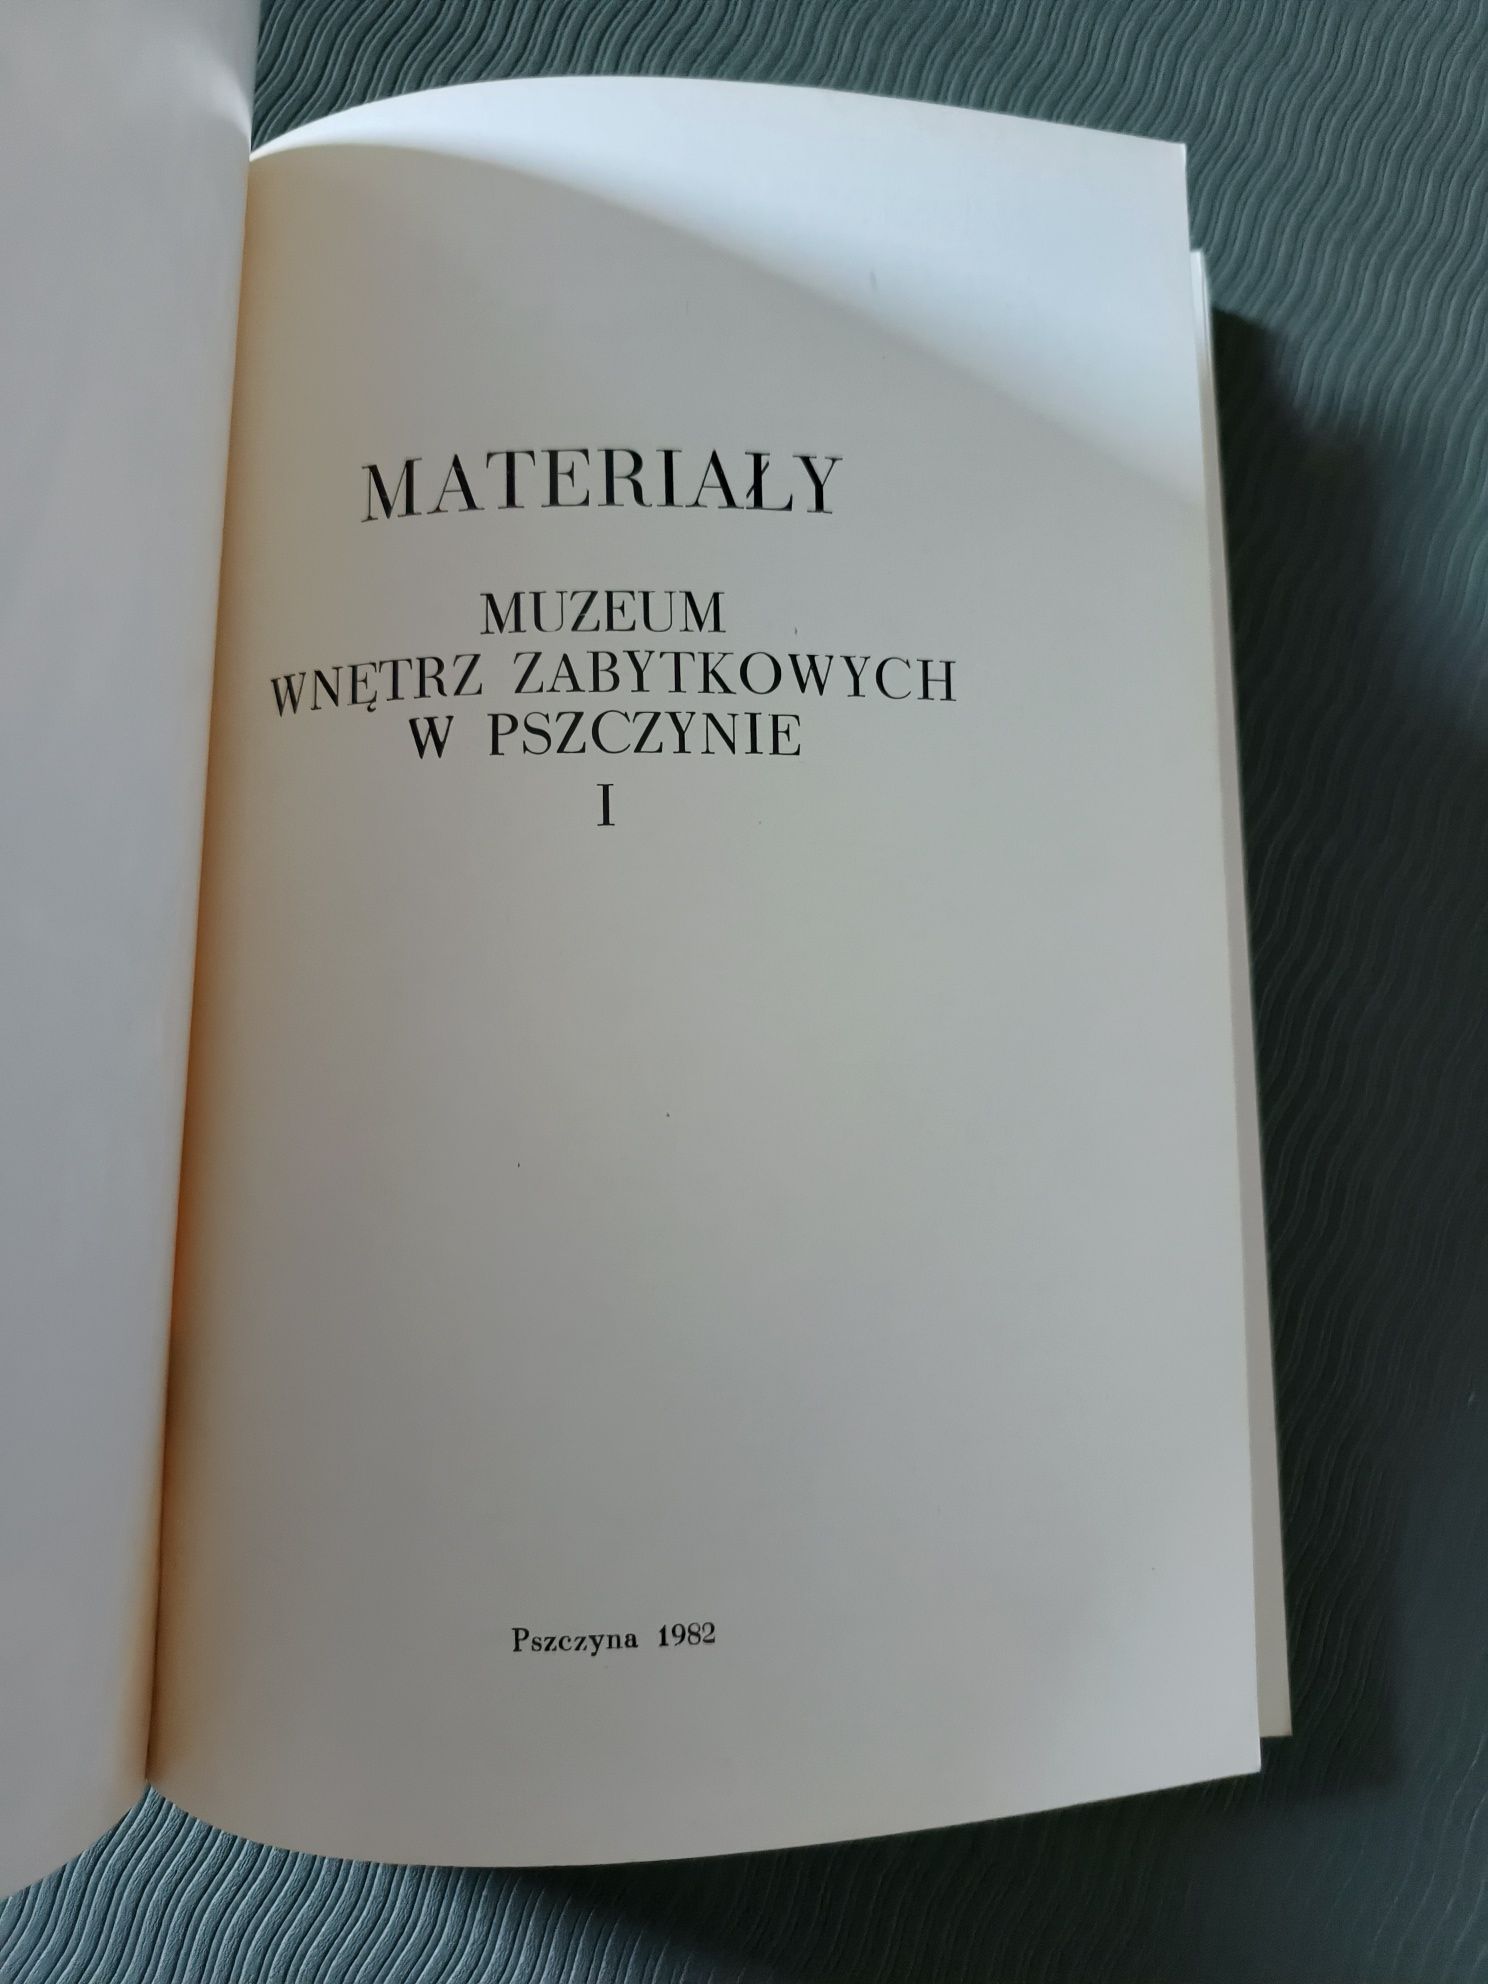 MATERIAŁY
MUZEUM
WNĘTRZ ZABYTKOWYCH
W PSZCZYNIE
I
Pszczyna 1982